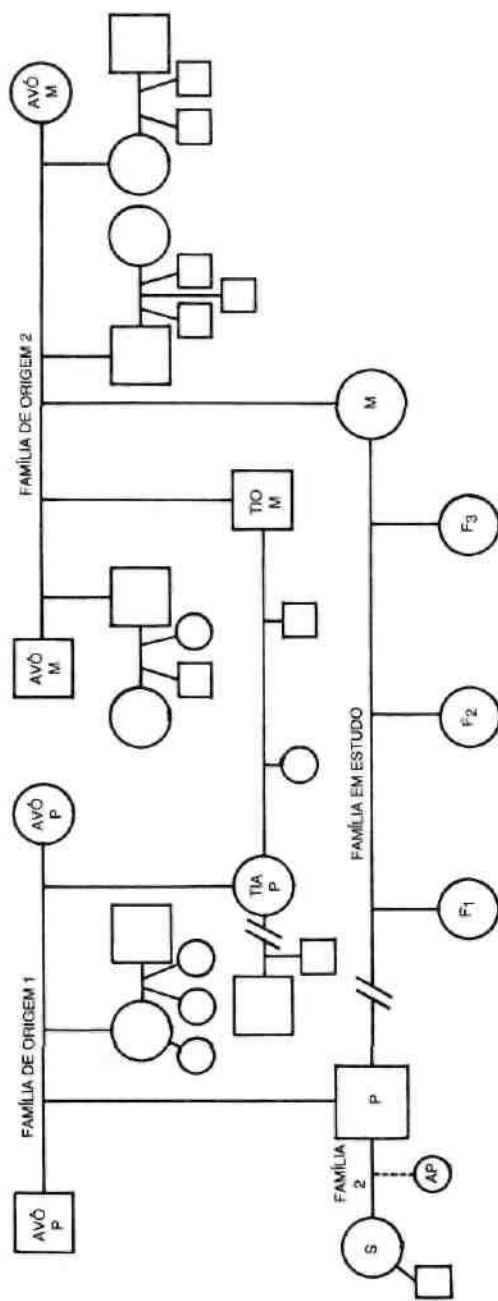 FAMÍLIA DE ORIGEM 1
FAMÍLIA DE ORIGEM 2
AVÔ
P
AVÓ
P
AVÔ
M
AVÓ
M
TIA
P
TIO
M
FAMÍLIA
2
FAMÍLIA EM ESTUDO
S
P
M
AP
F1
F2
F3